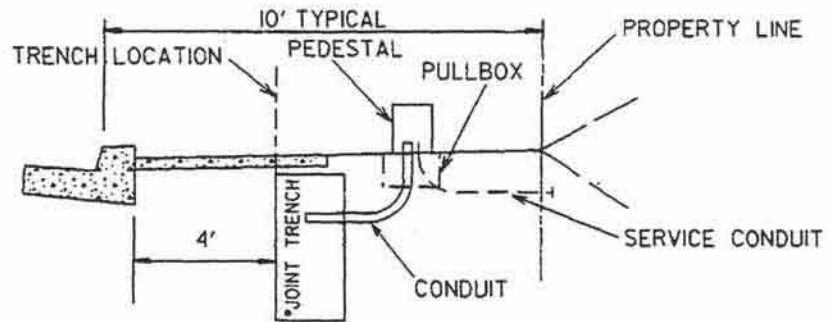 10' TYPICAL
PROPERTY LINE
PEDESTAL
TRENCH LOCATION
PULLBOX
4'
JOINT TRENCH
SERVICE CONDUIT
CONDUIT